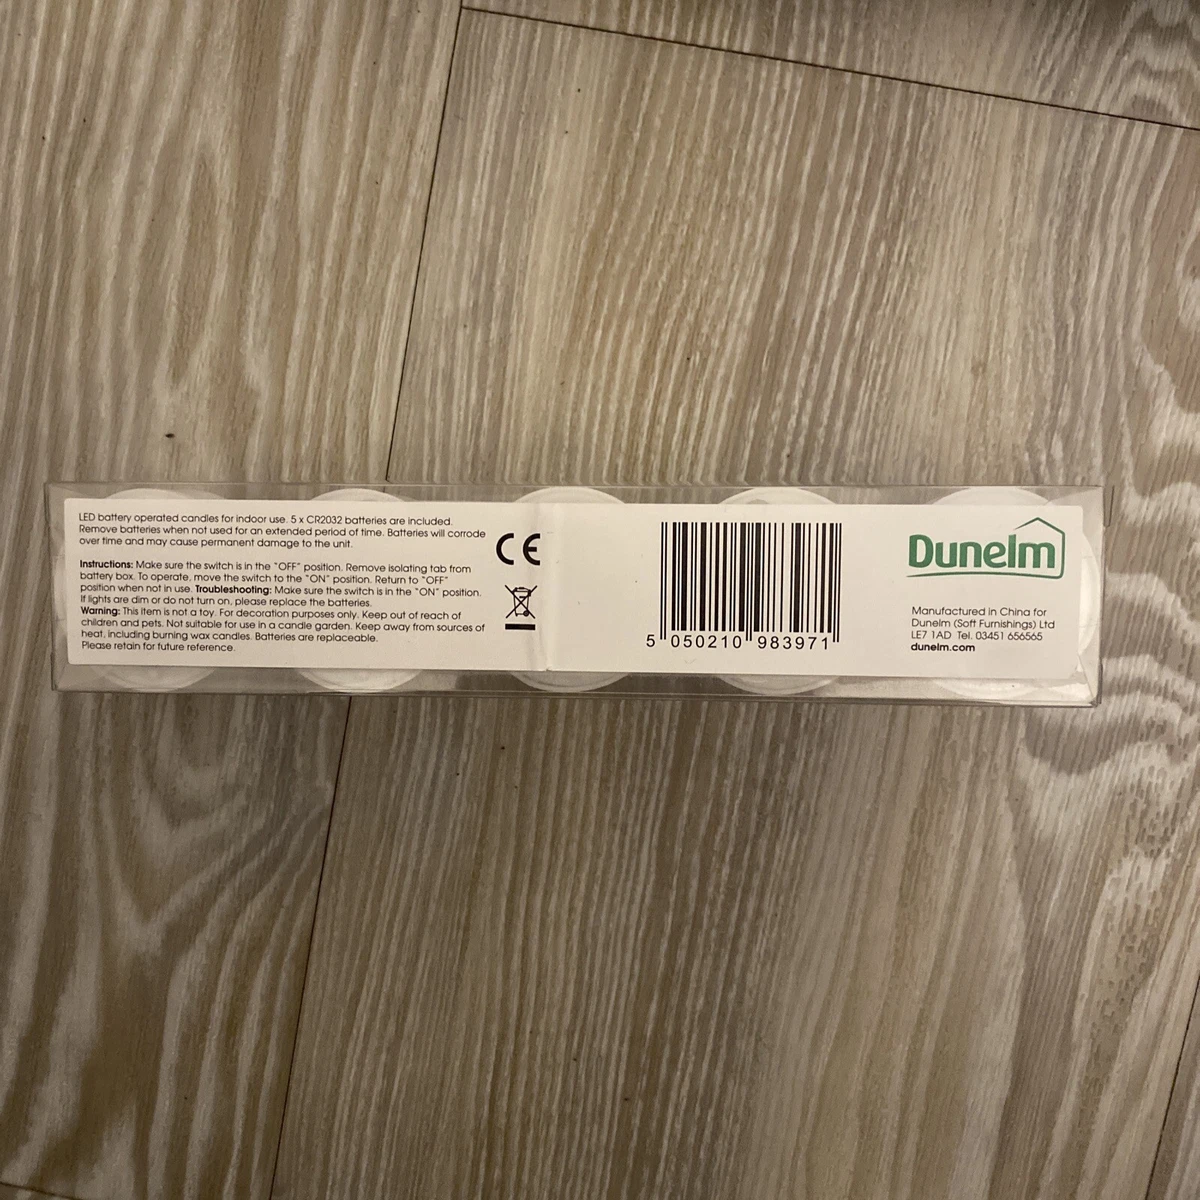 LED battery operated candles for indoor use. 5 x CR2032 batteries are included.
Remove batteries when not used for an extended period of time. Batteries will corrode
over time and may cause permanent damage to the unit.
Instructions: Make sure the switch is in the "OFF" position. Remove isolating tab from
battery box. To operate, move the switch to the "ON" position. Return to "OFF"
position when not in use. Troubleshooting: Make sure the switch is in the "ON" position.
If lights are dim or do not turn on, please replace the batteries.
Warning: This item is not a toy. For decoration purposes only. Keep out of reach of
children and pets. Not suitable for use in a candle garden. Keep away from sources of
heat, including burning wax candles. Batteries are replaceable.
Please retain for future reference.
CE
5 050210 983971
Dunelm
Manufactured in China for
Dunelm (Soft Furnishings) Ltd
LE7 1AD Tel. 03451 656565
dunelm.com